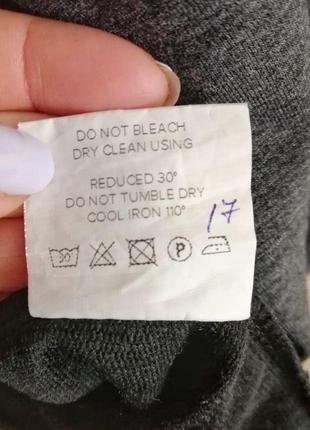 DO NOT BLEACH
DRY CLEAN USING
REDUCED 30°
DO NOT TUMBLE DRY
COOL IRON 110°
17
30°
P